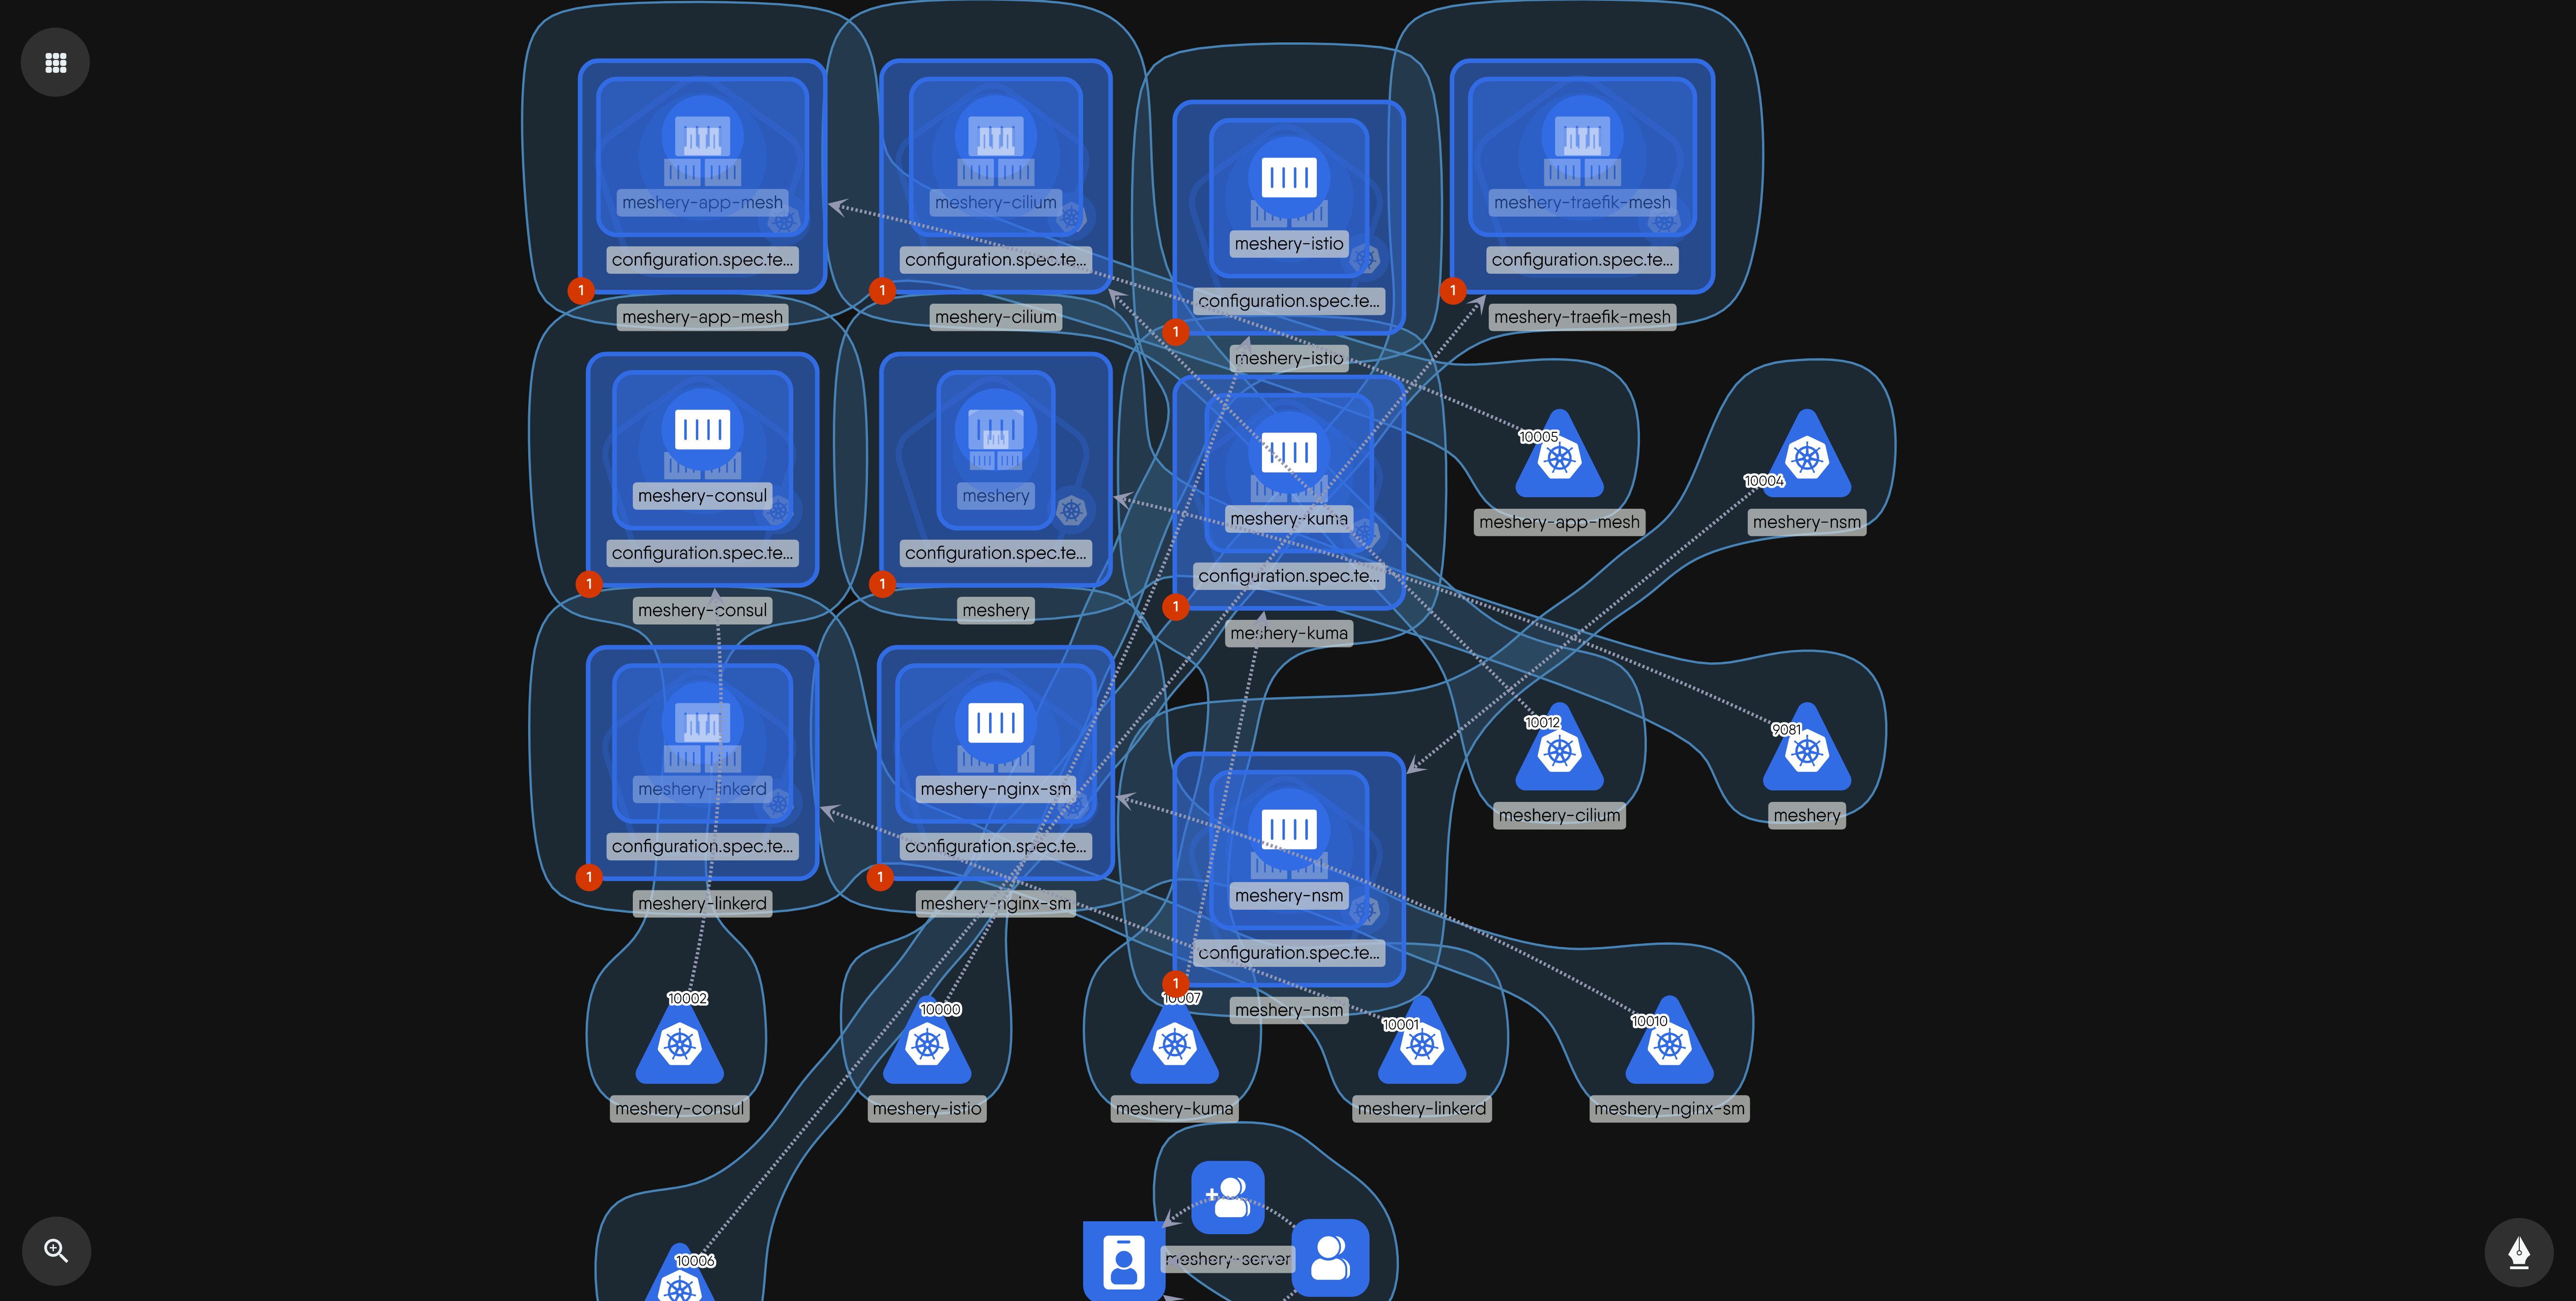 meshery-app-mesh
configuration.spec.te...
1
meshery-app-mesh
meshery-cilium
configuration.spec.te...
1
meshery-cilium
meshery-istio
configuration.spec.te...
1
meshery-istio
meshery-traefik-mesh
configuration.spec.te...
1
meshery-traefik-mesh
meshery-consul
configuration.spec.te...
1
meshery-consul
meshery
configuration.spec.te...
1
meshery
meshery-kuma
configuration.spec.te...
1
meshery-kuma
10005
meshery-app-mesh
10004
meshery-nsm
meshery-linkerd
configuration.spec.te...
1
meshery-linkerd
meshery-nginx-sm
configuration.spec.te...
1
meshery-nginx-sm
meshery-nsm
configuration.spec.te...
1
meshery-nsm
10012
meshery-cilium
9081
meshery
10002
meshery-consul
10000
meshery-istio
10007
meshery-kuma
10001
meshery-linkerd
10010
meshery-nginx-sm
10006
meshery-server